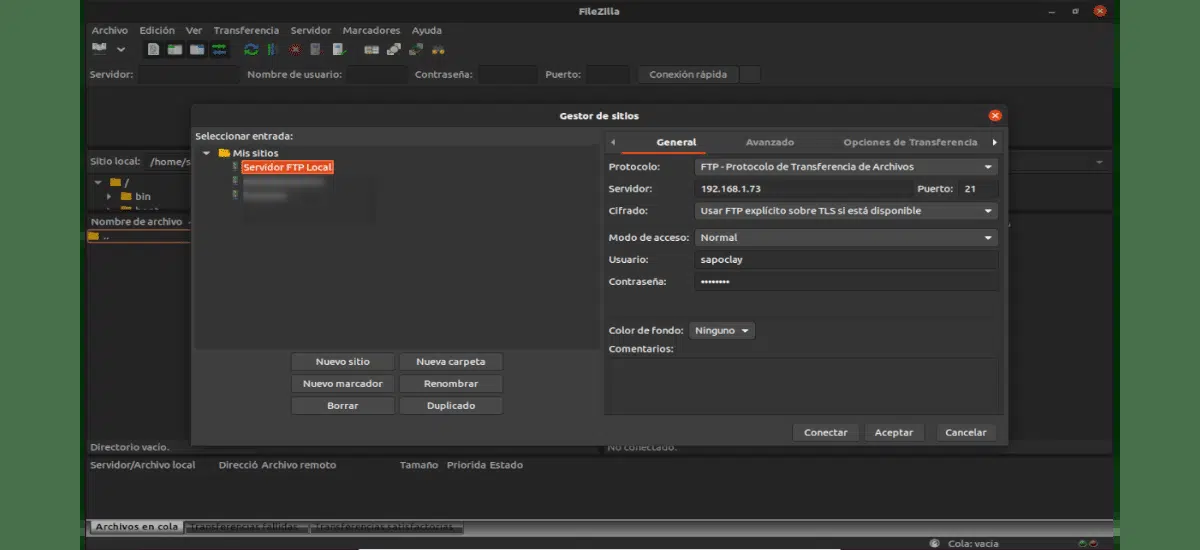 FileZilla
Archivo Edición Ver Transferencia Servidor Marcadores Ayuda
Servidor: Nombre de usuario: Contraseña: Puerto: Conexión rápida
Gestor de sitios
Seleccionar entrada:
Mis sitios
Servidor FTP Local
Nuevo sitio Nueva carpeta
Nuevo marcador Renombrar
Borrar Duplicado
General Avanzado Opciones de Transferencia
Protocolo: FTP - Protocolo de Transferencia de Archivos
Servidor: 192.168.1.73 Puerto: 21
Cifrado: Usar FTP explícito sobre TLS si está disponible
Modo de acceso: Normal
Usuario: sapoclay
Contraseña: ••••••••
Color de fondo: Ninguno
Comentarios:
Conectar Aceptar Cancelar
Sitio local: /home/s
/
bin
Nombre de archivo
..
Directorio vacío.
No conectado.
Servidor/Archivo local Direcció Archivo remoto Tamaño Priorida Estado
Archivos en cola Transferencias fallidas Transferencias satisfactorias
Cola: vacía